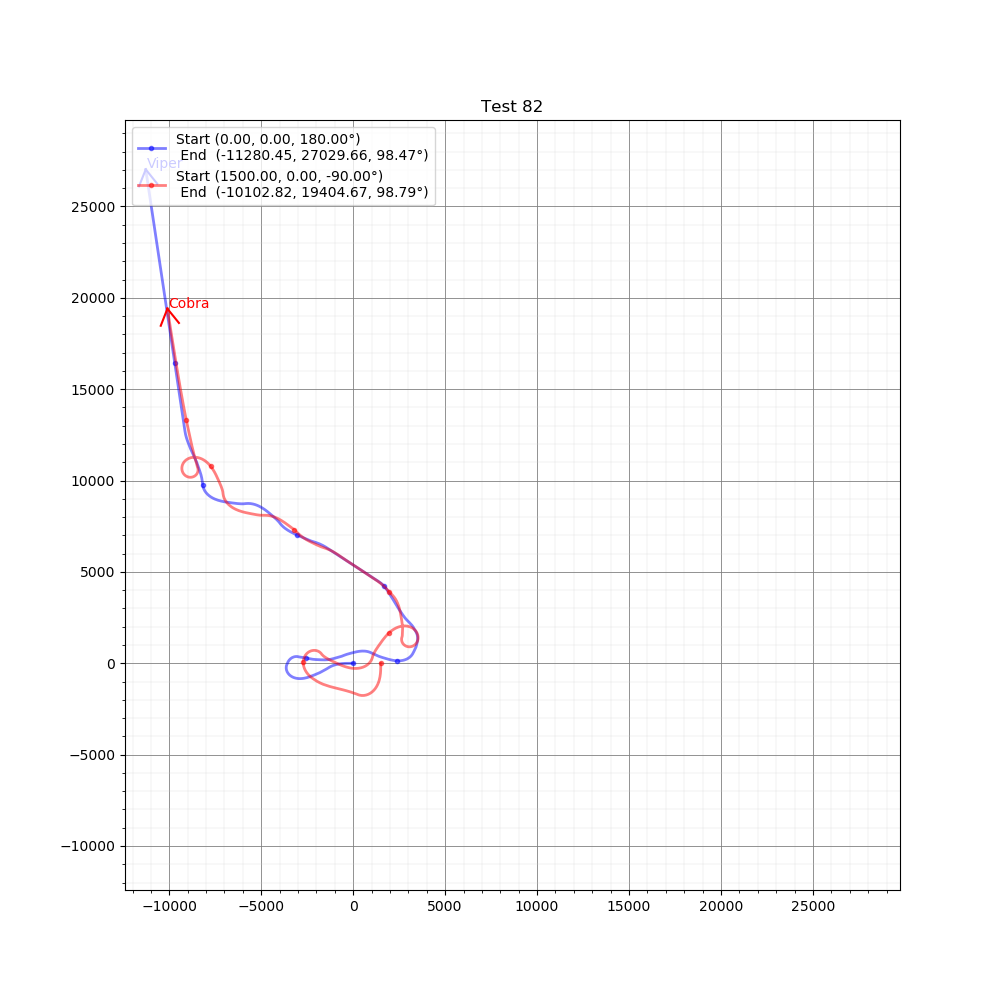 Test 82
Start (0.00, 0.00, 180.00°)
End  (-11280.45, 27029.66, 98.47°)
Viper
Start (1500.00, 0.00, -90.00°)
End  (-10102.82, 19404.67, 98.79°)
Cobra
25000
20000
15000
10000
5000
0
−5000
−10000
−10000 −5000 0 5000 10000 15000 20000 25000